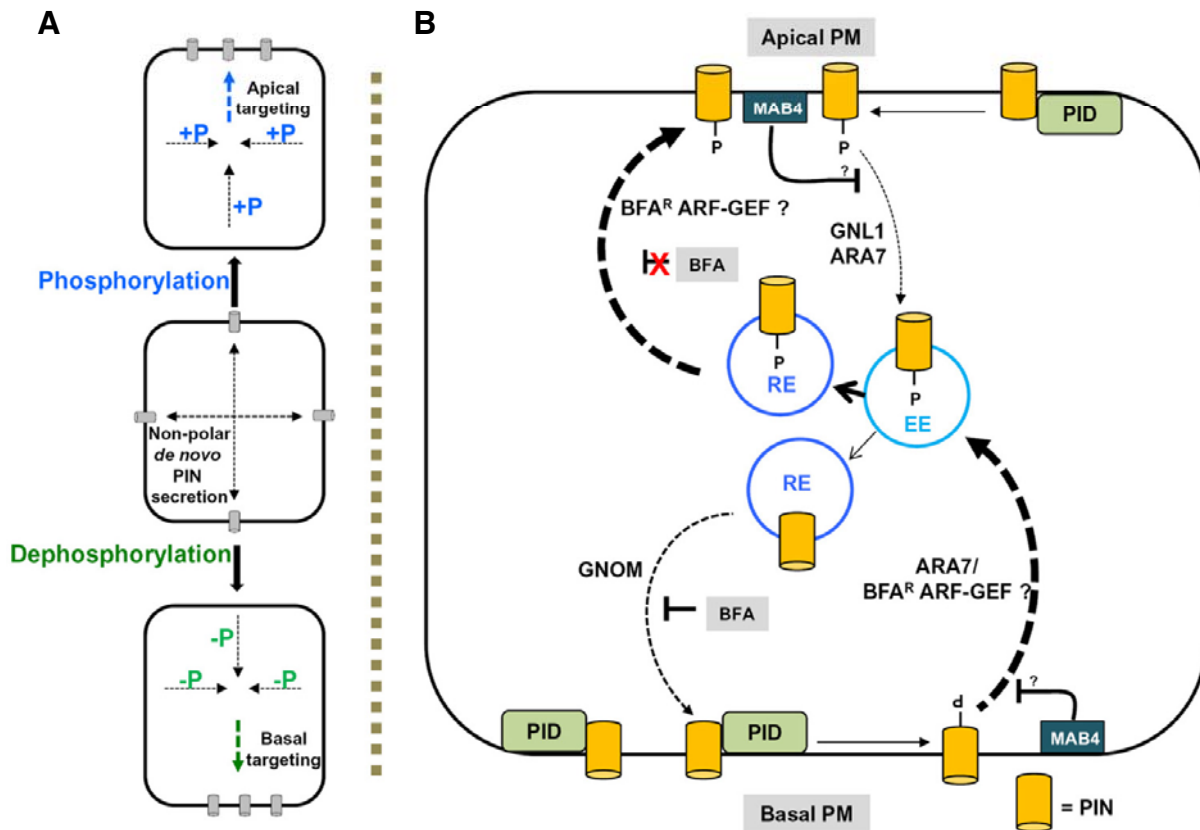 A
Apical
targeting
+P +P
+P
Phosphorylation
Non-polar
de novo
PIN
secretion
Dephosphorylation
-P
-P -P
Basal
targeting
B
Apical PM
MAB4
PID
P P
?
BFAᴿ ARF-GEF ?
GNL1
ARA7
X BFA
P
RE
P
EE
RE
GNOM
BFA
ARA7/
BFAᴿ ARF-GEF ?
?
P
PID
PID
MAB4
Basal PM
= PIN